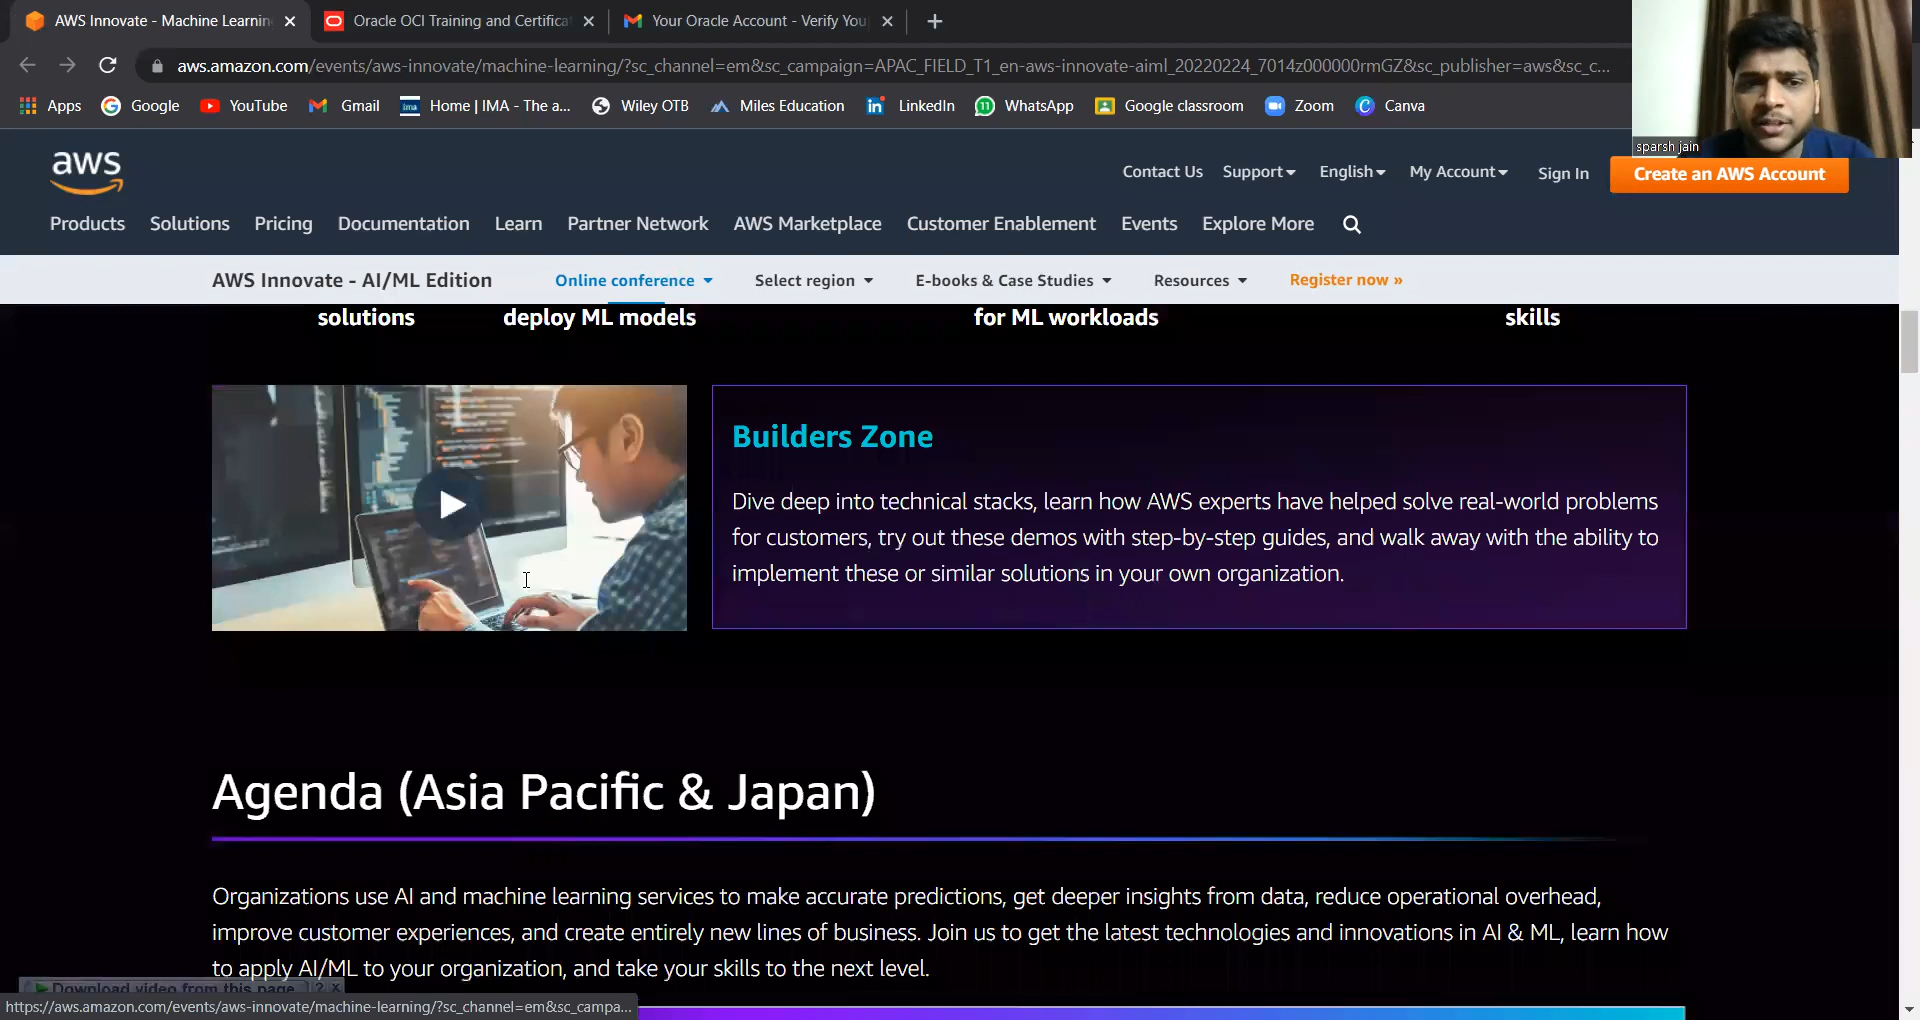 AWS Innovate - Machine Learnin
Oracle OCI Training and Certifica
Your Oracle Account - Verify You
aws.amazon.com/events/aws-innovate/machine-learning/?sc_channel=em&sc_campaign=APAC_FIELD_T1_en-aws-innovate-aiml_20220224_7014z000000rmGZ&sc_publisher=aws&sc_c...
Apps Google YouTube Gmail Home | IMA - The a... Wiley OTB Miles Education LinkedIn WhatsApp Google classroom Zoom Canva
sparsh jain
aws
Contact Us Support English My Account Sign In Create an AWS Account
Products Solutions Pricing Documentation Learn Partner Network AWS Marketplace Customer Enablement Events Explore More
AWS Innovate - AI/ML Edition Online conference Select region E-books & Case Studies Resources Register now »
solutions deploy ML models for ML workloads skills
Builders Zone
Dive deep into technical stacks, learn how AWS experts have helped solve real-world problems
for customers, try out these demos with step-by-step guides, and walk away with the ability to
implement these or similar solutions in your own organization.
Agenda (Asia Pacific & Japan)
Organizations use AI and machine learning services to make accurate predictions, get deeper insights from data, reduce operational overhead,
improve customer experiences, and create entirely new lines of business. Join us to get the latest technologies and innovations in AI & ML, learn how
to apply AI/ML to your organization, and take your skills to the next level.
Download video from this page ? x
https://aws.amazon.com/events/aws-innovate/machine-learning/?sc_channel=em&sc_campa...